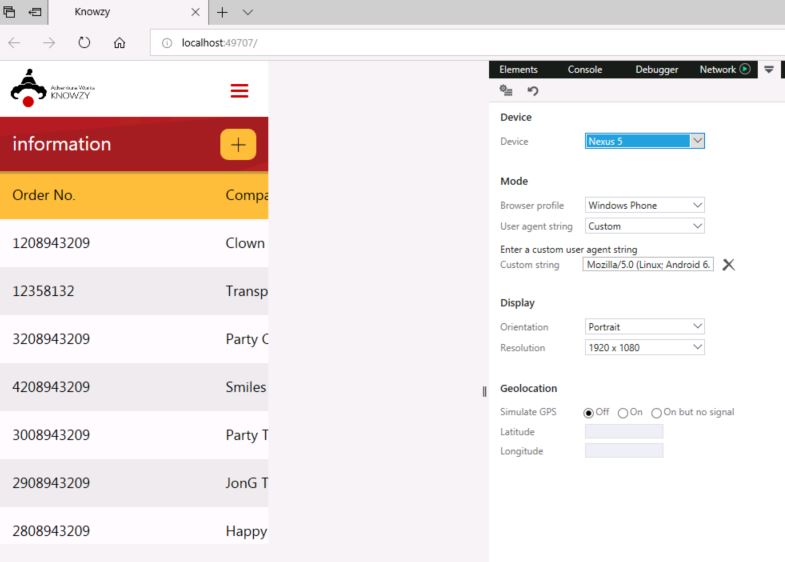 Knowzy
localhost:49707/
Adventure Works
KNOWZY
information
Order No. Compa
1208943209 Clown
12358132 Transp
3208943209 Party C
4208943209 Smiles
3008943209 Party T
2908943209 JonG T
2808943209 Happy
Elements Console Debugger Network
Device
Device Nexus 5
Mode
Browser profile Windows Phone
User agent string Custom
Enter a custom user agent string
Custom string Mozilla/5.0 (Linux; Android 6.
Display
Orientation Portrait
Resolution 1920 x 1080
Geolocation
Simulate GPS Off On On but no signal
Latitude
Longitude